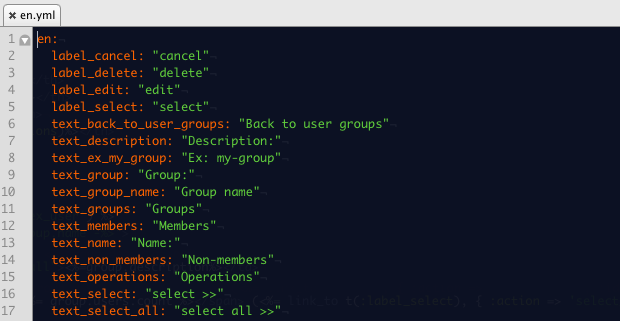 × en.yml
1 en:
2 label_cancel: "cancel"
3 label_delete: "delete"
4 label_edit: "edit"
5 label_select: "select"
6 text_back_to_user_groups: "Back to user groups"
7 text_description: "Description:"
8 text_ex_my_group: "Ex: my-group"
9 text_group: "Group:"
10 text_group_name: "Group name"
11 text_groups: "Groups"
12 text_members: "Members"
13 text_name: "Name:"
14 text_non_members: "Non-members"
15 text_operations: "Operations"
16 text_select: "select >>"
17 text_select_all: "select all >>"